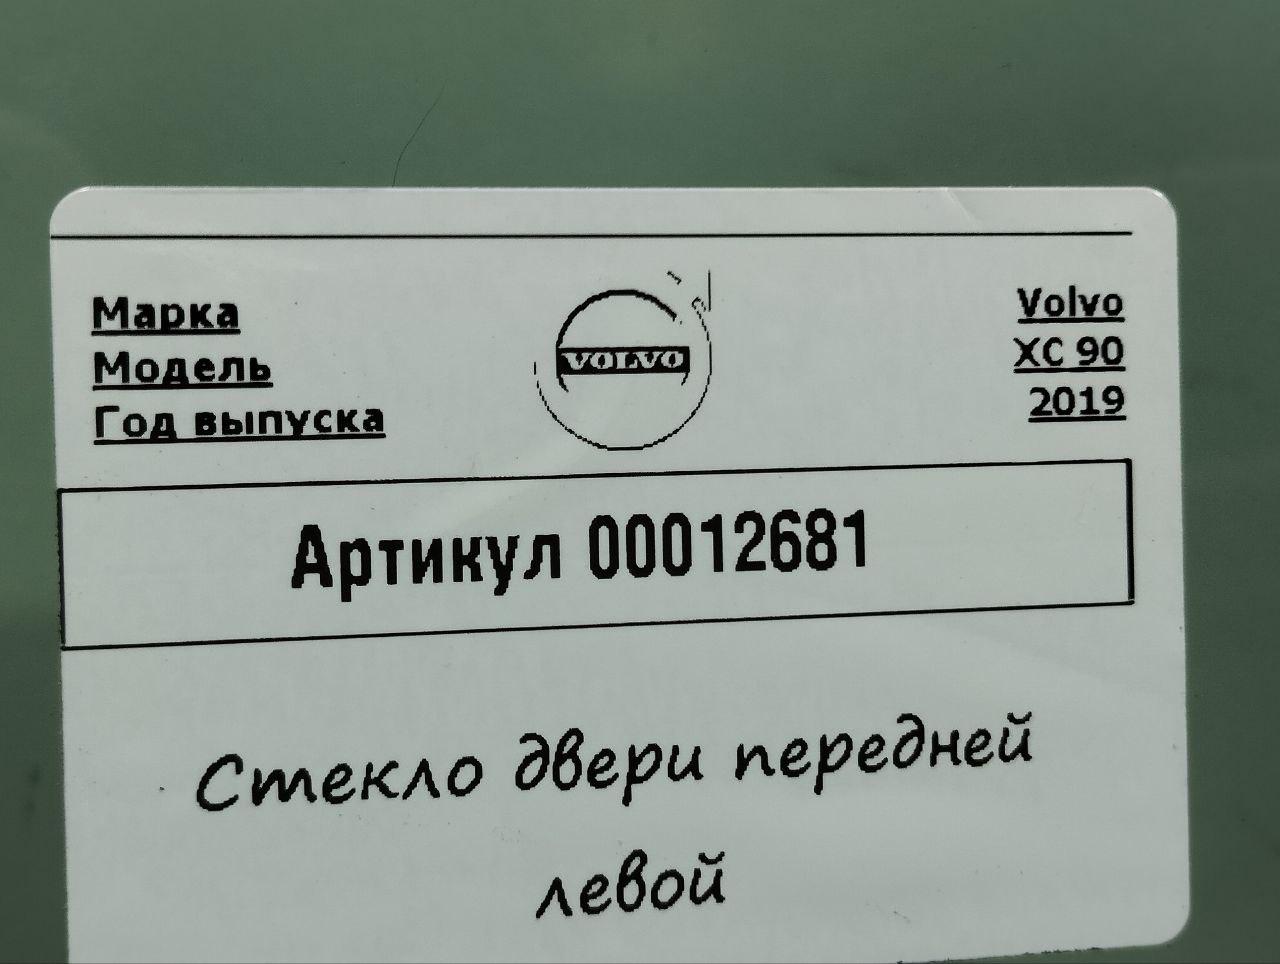 Марка
Модель
Год выпуска
VOLVO
Volvo
XC 90
2019
Артикул 00012681
Стекло двери передней
левой